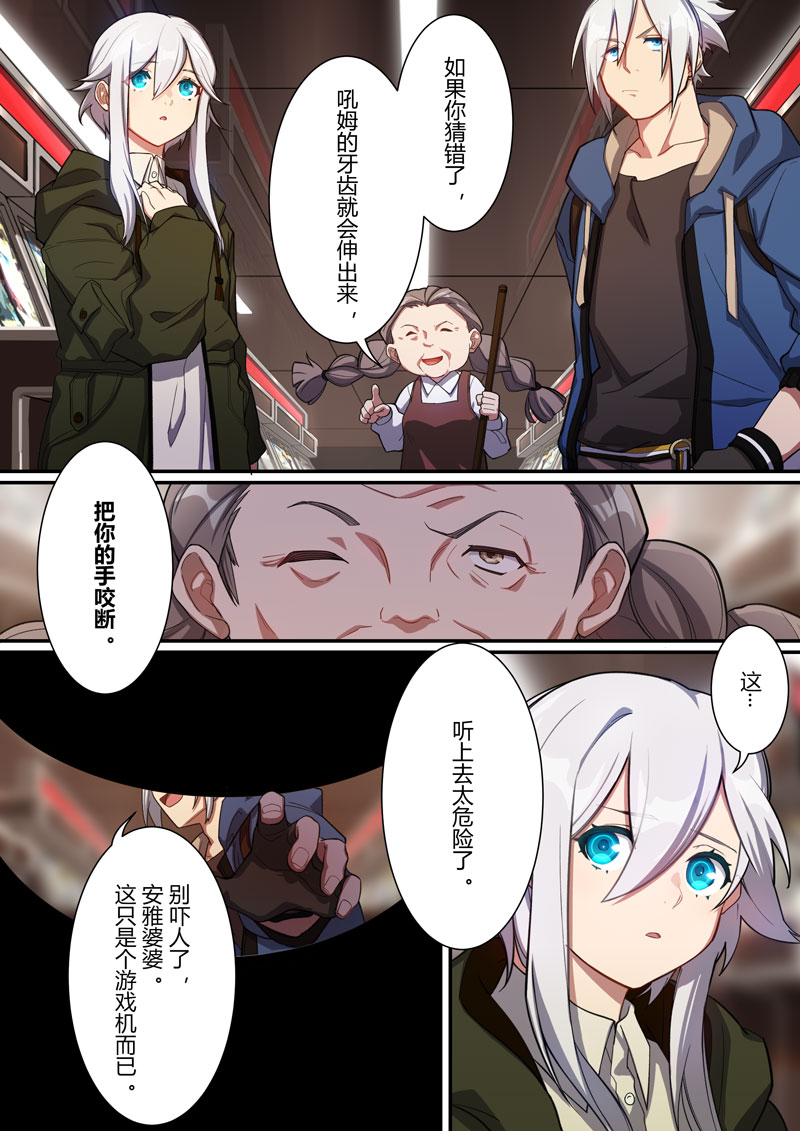 如果你猜错了，
吼姆的牙齿就会伸出来，
把你的手咬断。
这…
听上去太危险了。
别吓人了，
安雅婆婆。
这只是个游戏机而已。